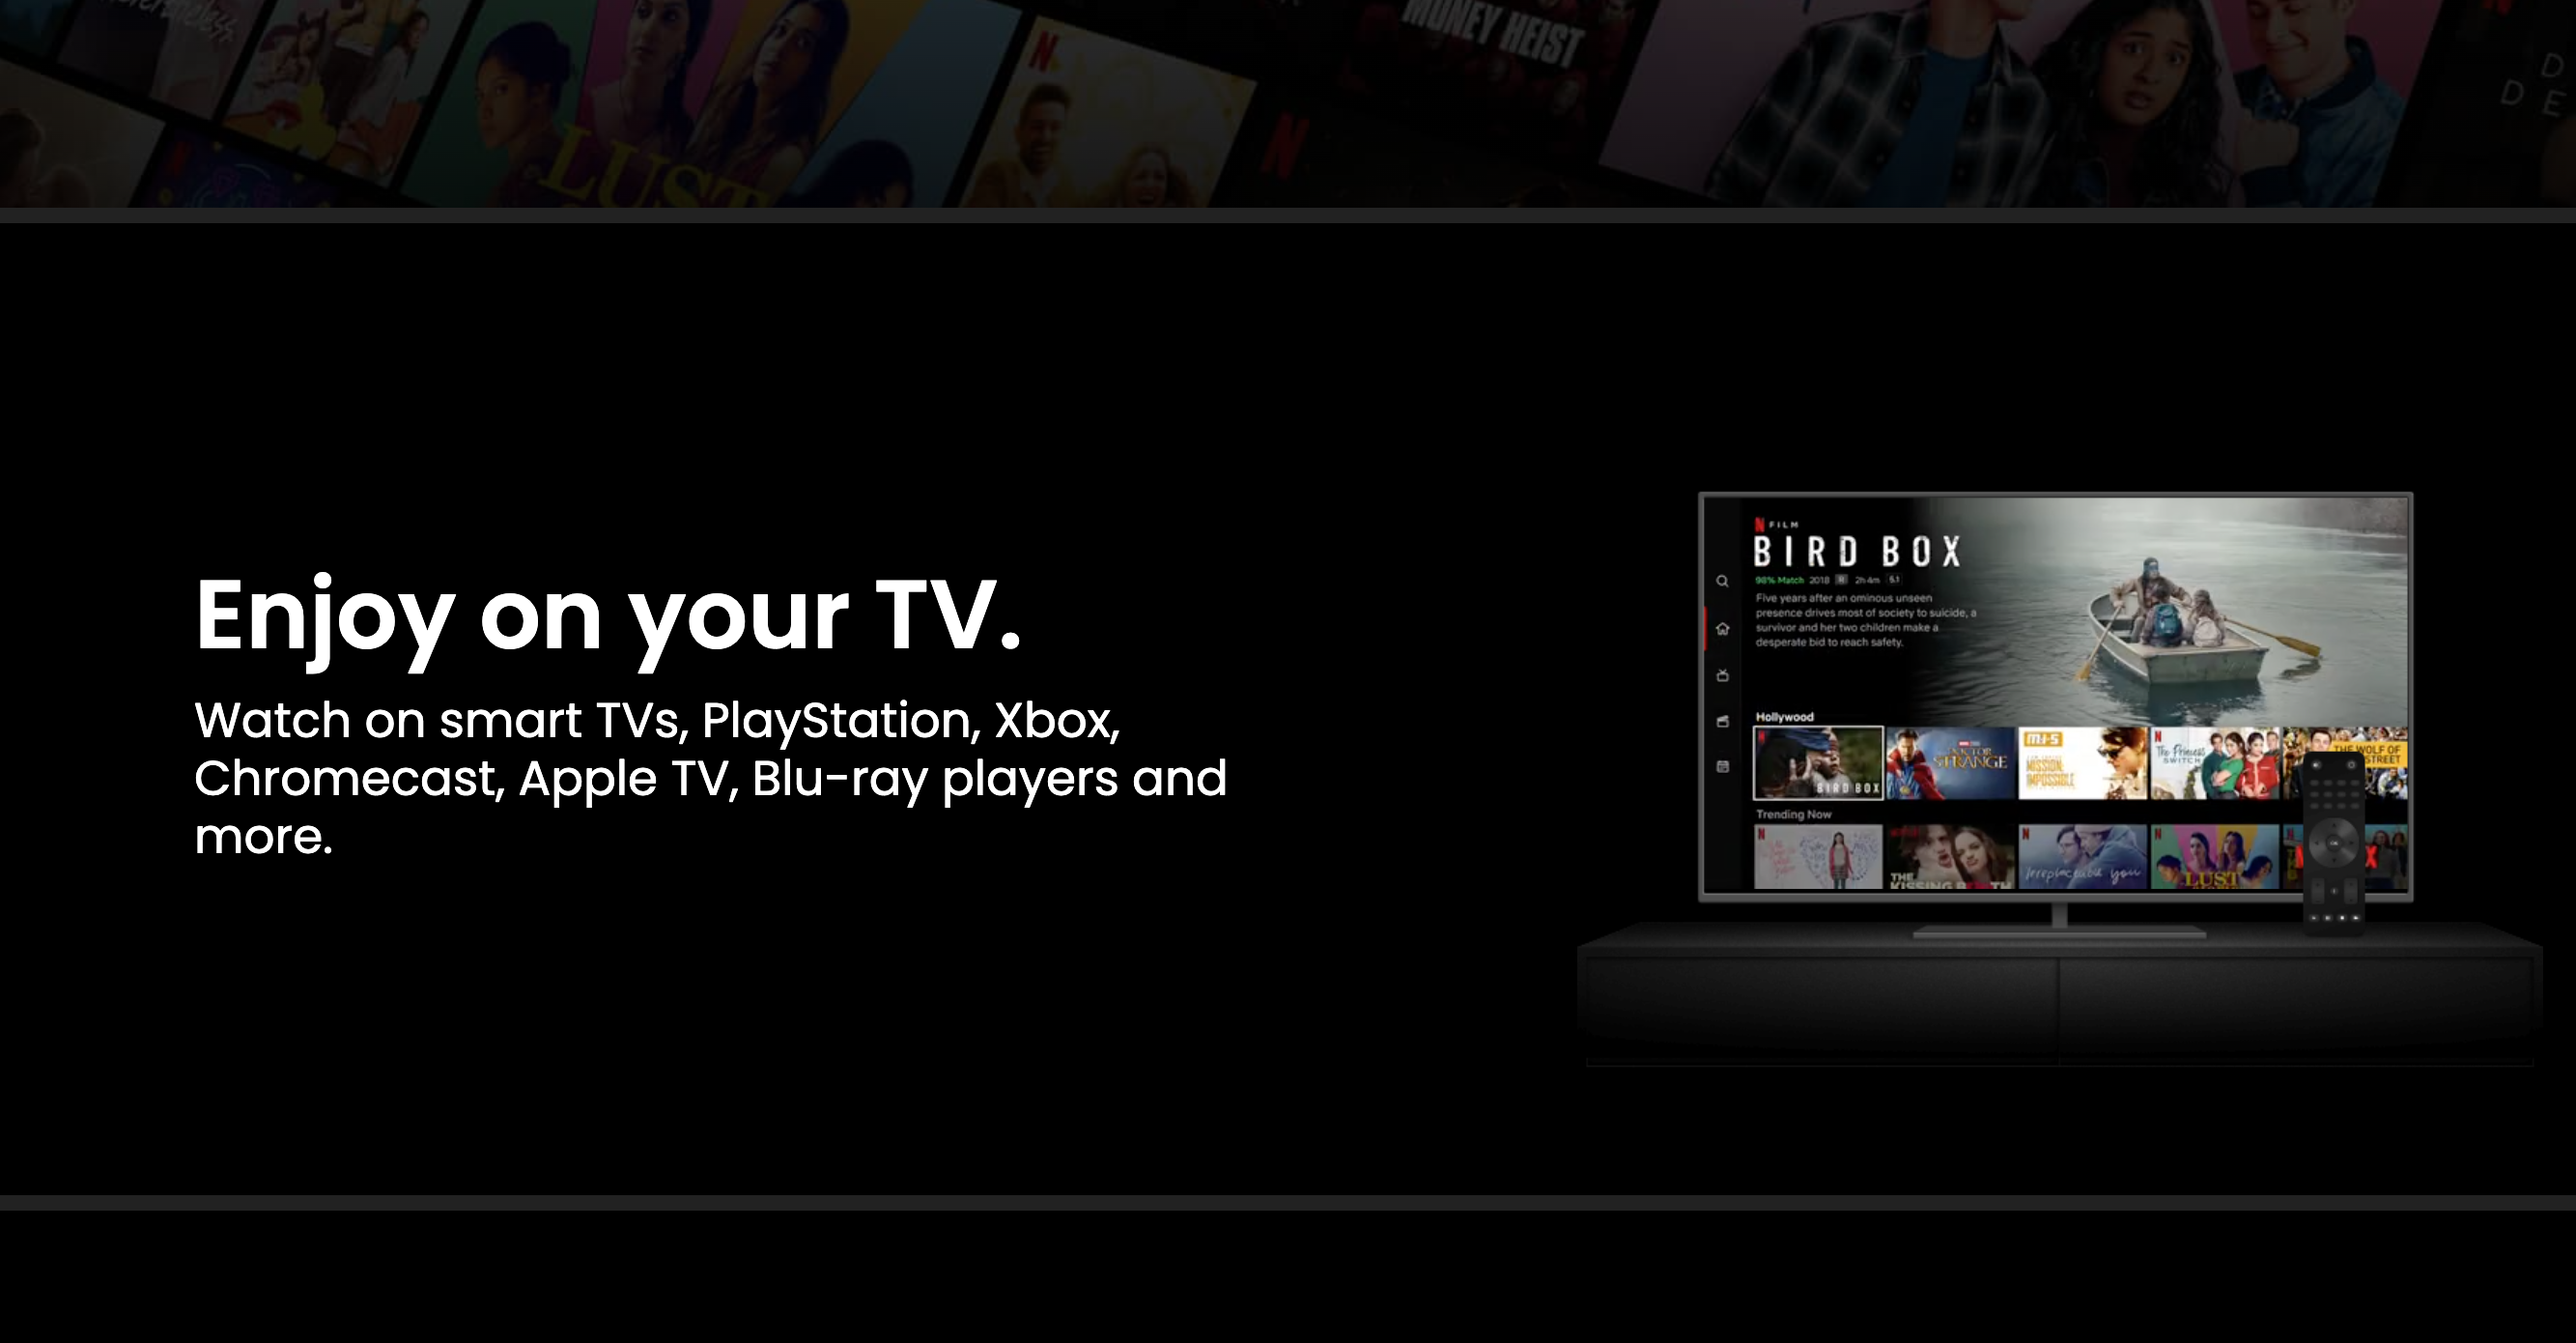 MONEY HEIST
LUST
Enjoy on your TV.
Watch on smart TVs, PlayStation, Xbox,
Chromecast, Apple TV, Blu-ray players and
more.
N FILM
BIRD BOX
98% Match 2018 R 2h 4m 5.1
Five years after an ominous unseen
presence drives most of society to suicide, a
survivor and her two children make a
desperate bid to reach safety.
Hollywood
BIRD BOX
DOCTOR
STRANGE
M:I-5
MISSION:
IMPOSSIBLE
The Princess
SWITCH
THE WOLF OF
STREET
Trending Now
THE
KISSING BOOTH
Irreplaceable you
LUST